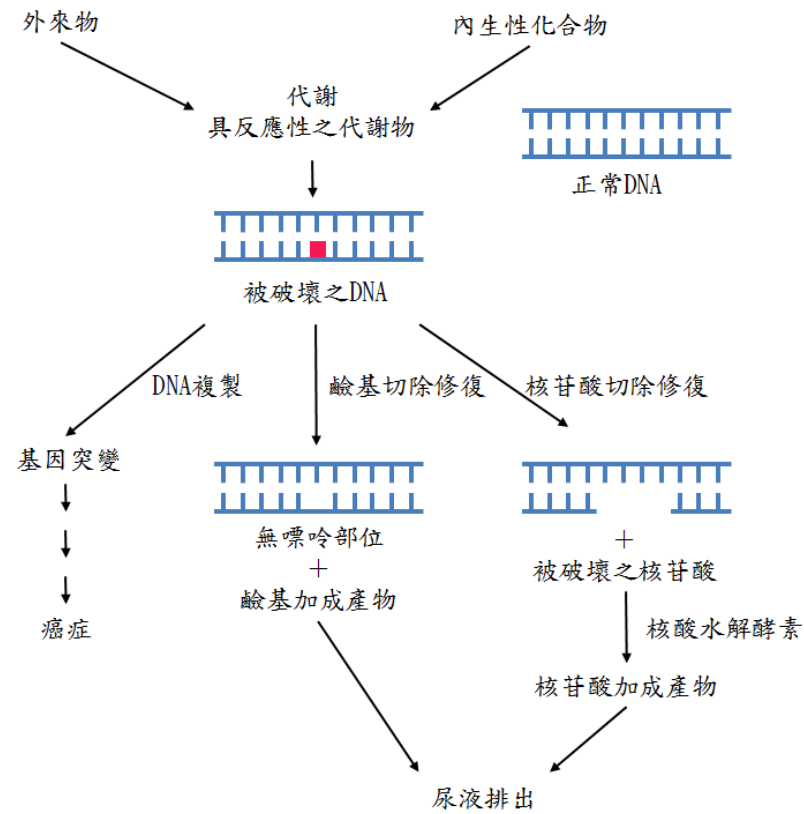 外來物
內生性化合物
代謝
具反應性之代謝物
正常DNA
被破壞之DNA
DNA複製
鹼基切除修復
核苷酸切除修復
基因突變
無嘌呤部位
+
鹼基加成產物
+
被破壞之核苷酸
癌症
核酸水解酵素
核苷酸加成產物
尿液排出